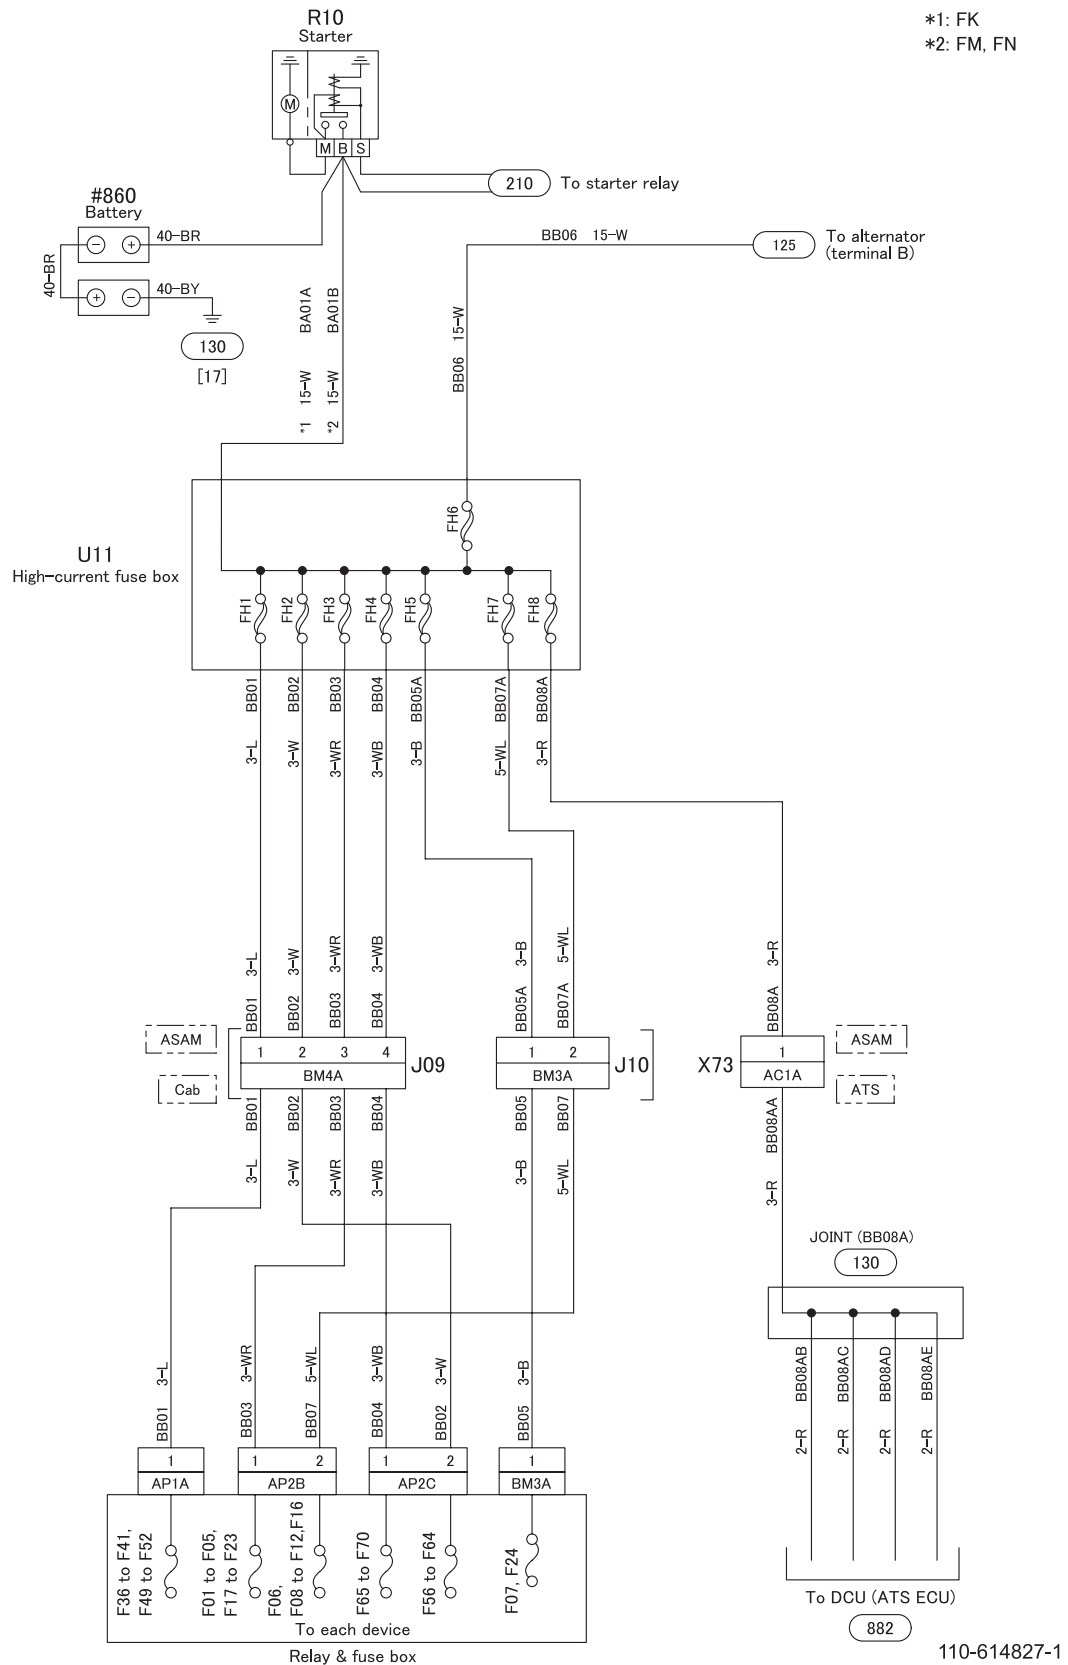 R10
Starter
*1: FK
*2: FM, FN
M
M B S
210 To starter relay
#860
Battery
40-BR
40-BR
40-BY
130
[17]
BB06 15-W
125 To alternator
(terminal B)
*1 15-W BA01A
*2 15-W BA01B
BB06 15-W
U11
High-current fuse box
FH6
FH1 FH2 FH3 FH4 FH5 FH7 FH8
BB01 BB02 BB03 BB04 BB05A BB07A BB08A
3-L 3-W 3-WR 3-WB 3-B 5-WL 3-R
3-L 3-W 3-WR 3-WB 3-B 5-WL 3-R
BB01 BB02 BB03 BB04 BB05A BB07A BB08A
ASAM 1 2 3 4 J09 1 2 J10 X73 1 ASAM
Cab BM4A BM3A AC1A ATS
BB01 BB02 BB03 BB04 BB05 BB07 BB08AA
3-L 3-W 3-WR 3-WB 3-B 5-WL 3-R
JOINT (BB08A)
130
3-L 3-WR 5-WL 3-WB 3-W 3-B
BB01 BB03 BB07 BB04 BB02 BB05
BB08AB BB08AC BB08AD BB08AE
2-R 2-R 2-R 2-R
1 1 2 1 2 1
AP1A AP2B AP2C BM3A
F36 to F41,
F49 to F52
F01 to F05,
F17 to F23
F06,
F08 to F12,F16
F65 to F70
F56 to F64
F07, F24
To each device
Relay & fuse box
To DCU (ATS ECU)
882
110-614827-1